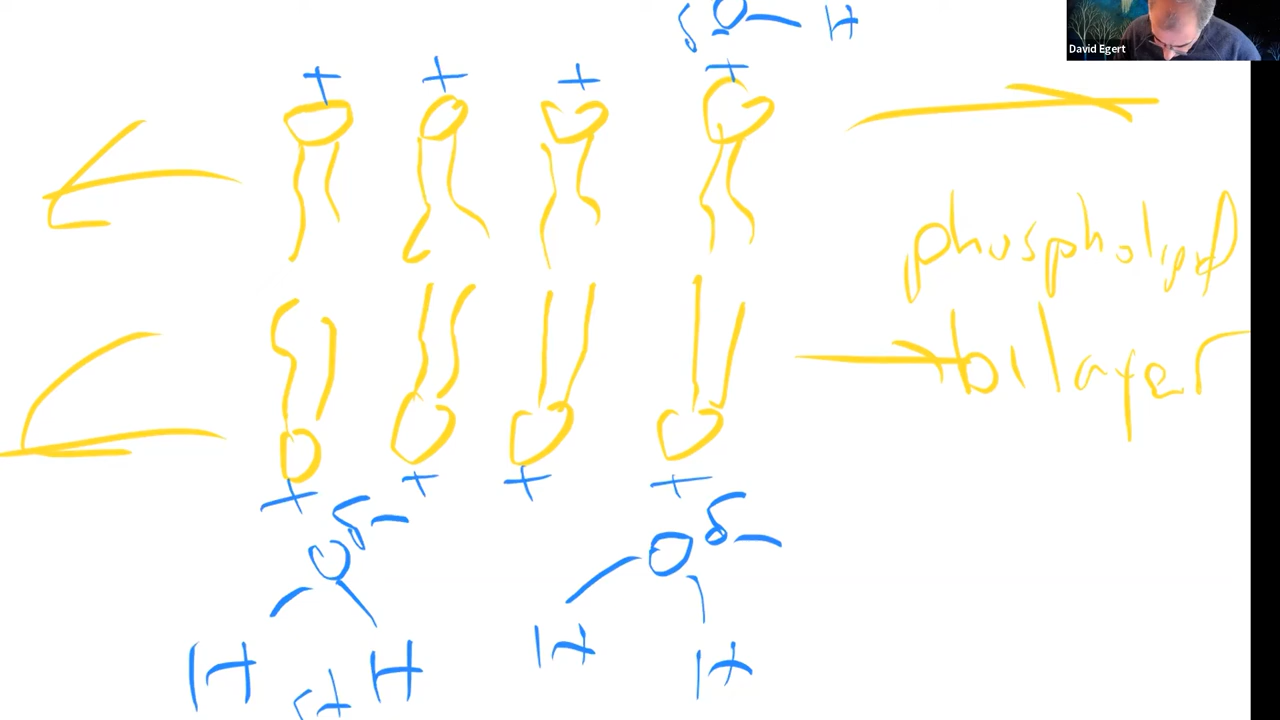 δ O — H
David Egert
+ + + +
phospholipid
bilayer
+ + + +
δ- δ-
O O
H H H H
δ+